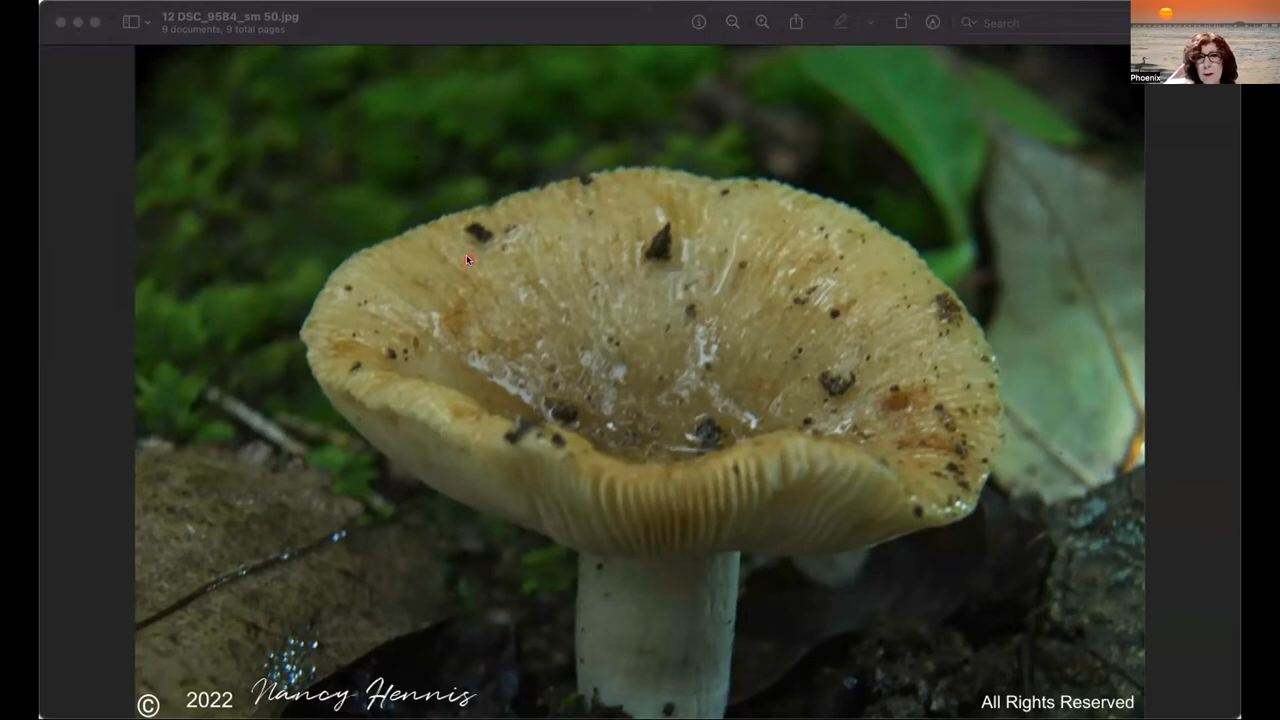 12 DSC_9584_sm 50.jpg
9 documents, 9 total pages
Search
Phoenix
© 2022 Nancy Hennis
All Rights Reserved